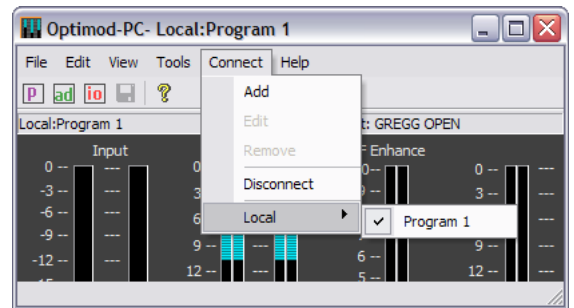 Optimod-PC- Local:Program 1
File Edit View Tools Connect Help
P ad io
Local:Program 1 t: GREGG OPEN
Add
Edit
Remove
Disconnect
Local
Program 1
Input F Enhance
0 -- --- 0 0-- 0 -- ---
-3 -- --- 3 -- 3 -- ---
-6 -- --- 6 6 -- ---
-9 -- --- 9 -- --- 9 -- ---
-12 -- --- 12 -- --- 6 -- 12 -- ---
5 --